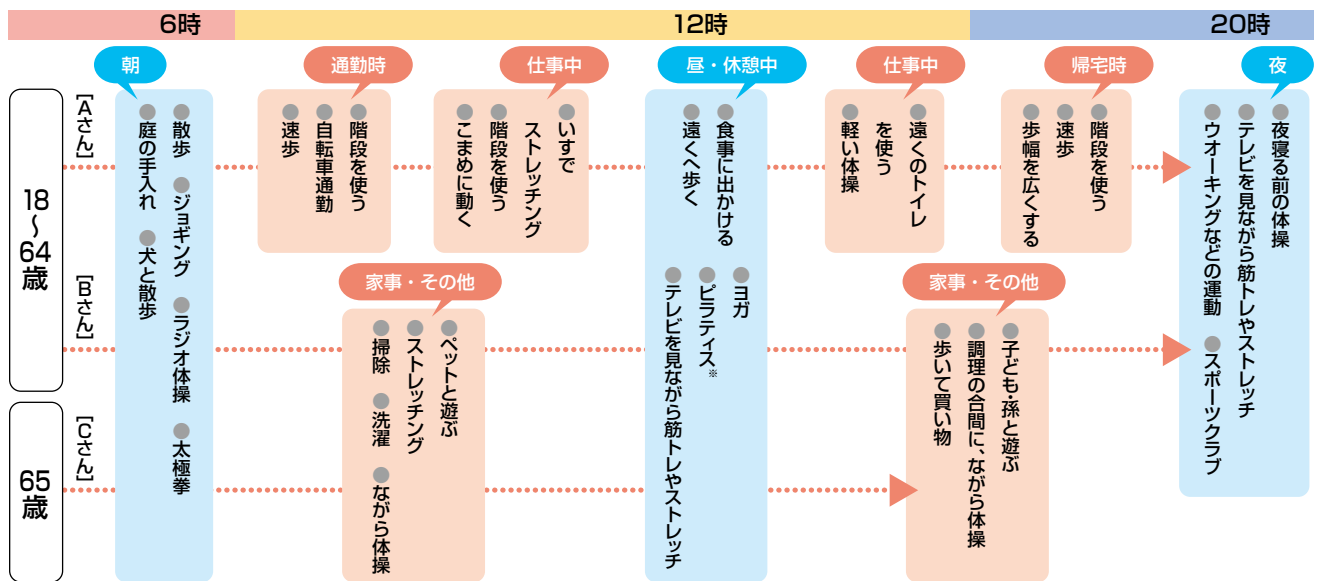 6時
12時
20時
朝
通勤時
仕事中
昼・休憩中
仕事中
帰宅時
夜
18〜64歳
[Aさん]
[Bさん]
65歳
[Cさん]
●散歩 ●ジョギング ●ラジオ体操 ●太極拳
●庭の手入れ ●犬と散歩
●階段を使う
●自転車通勤
●速歩
●いすで
ストレッチング
●階段を使う
●こまめに動く
家事・その他
●ペットと遊ぶ
●ストレッチング
●掃除 ●洗濯 ●ながら体操
●食事に出かける
●遠くへ歩く
●ヨガ
●ピラティス※
●テレビを見ながら筋トレやストレッチ
●遠くのトイレ
を使う
●軽い体操
●階段を使う
●速歩
●歩幅を広くする
家事・その他
●子ども・孫と遊ぶ
●調理の合間に、ながら体操
●歩いて買い物
●夜寝る前の体操
●テレビを見ながら筋トレやストレッチ
●ウオーキングなどの運動 ●スポーツクラブ